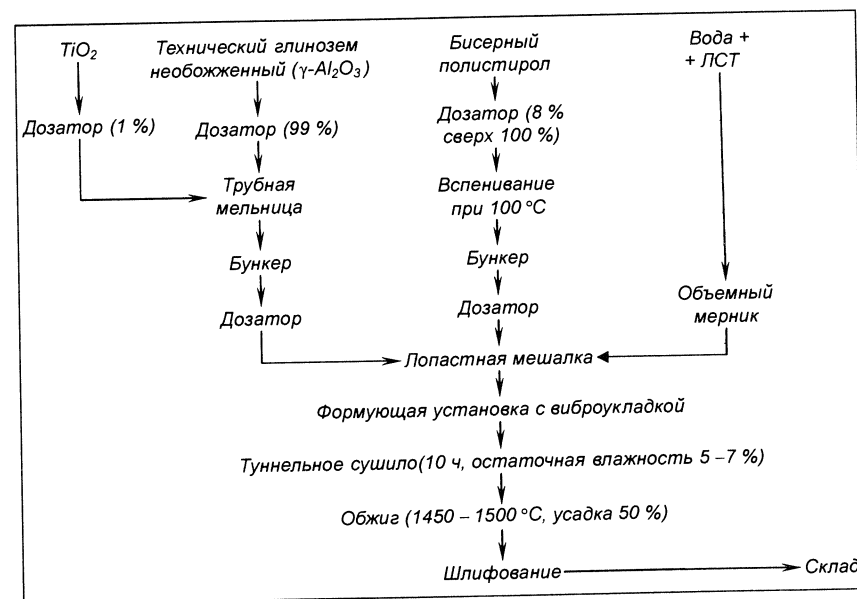 TiO2
Технический глинозем
необожженный (γ-Al2O3)
Бисерный
полистирол
Вода +
+ ЛСТ
Дозатор (1 %)
Дозатор (99 %)
Дозатор (8 %
сверх 100 %)
Трубная
мельница
Вспенивание
при 100 °С
Бункер
Бункер
Дозатор
Дозатор
Объемный
мерник
Лопастная мешалка
Формующая установка с виброукладкой
Туннельное сушило(10 ч, остаточная влажность 5 –7 %)
Обжиг (1450 – 1500 °С, усадка 50 %)
Шлифование
Склад